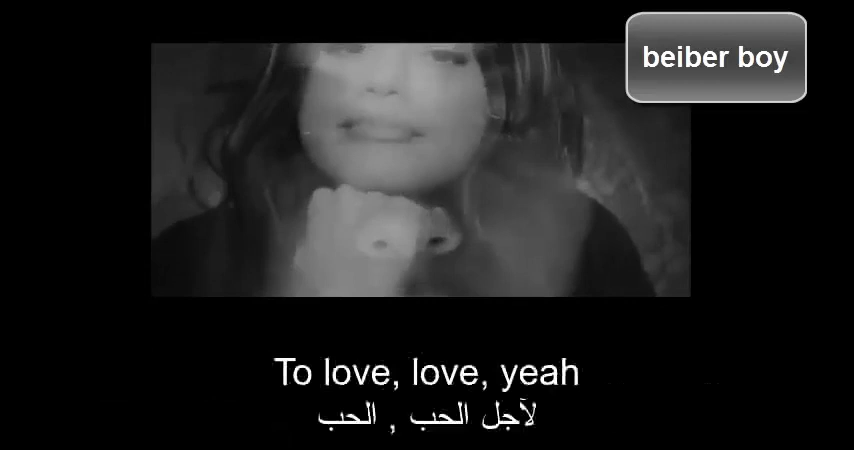 beiber boy
To love, love, yeah
لآجل الحب , الحب